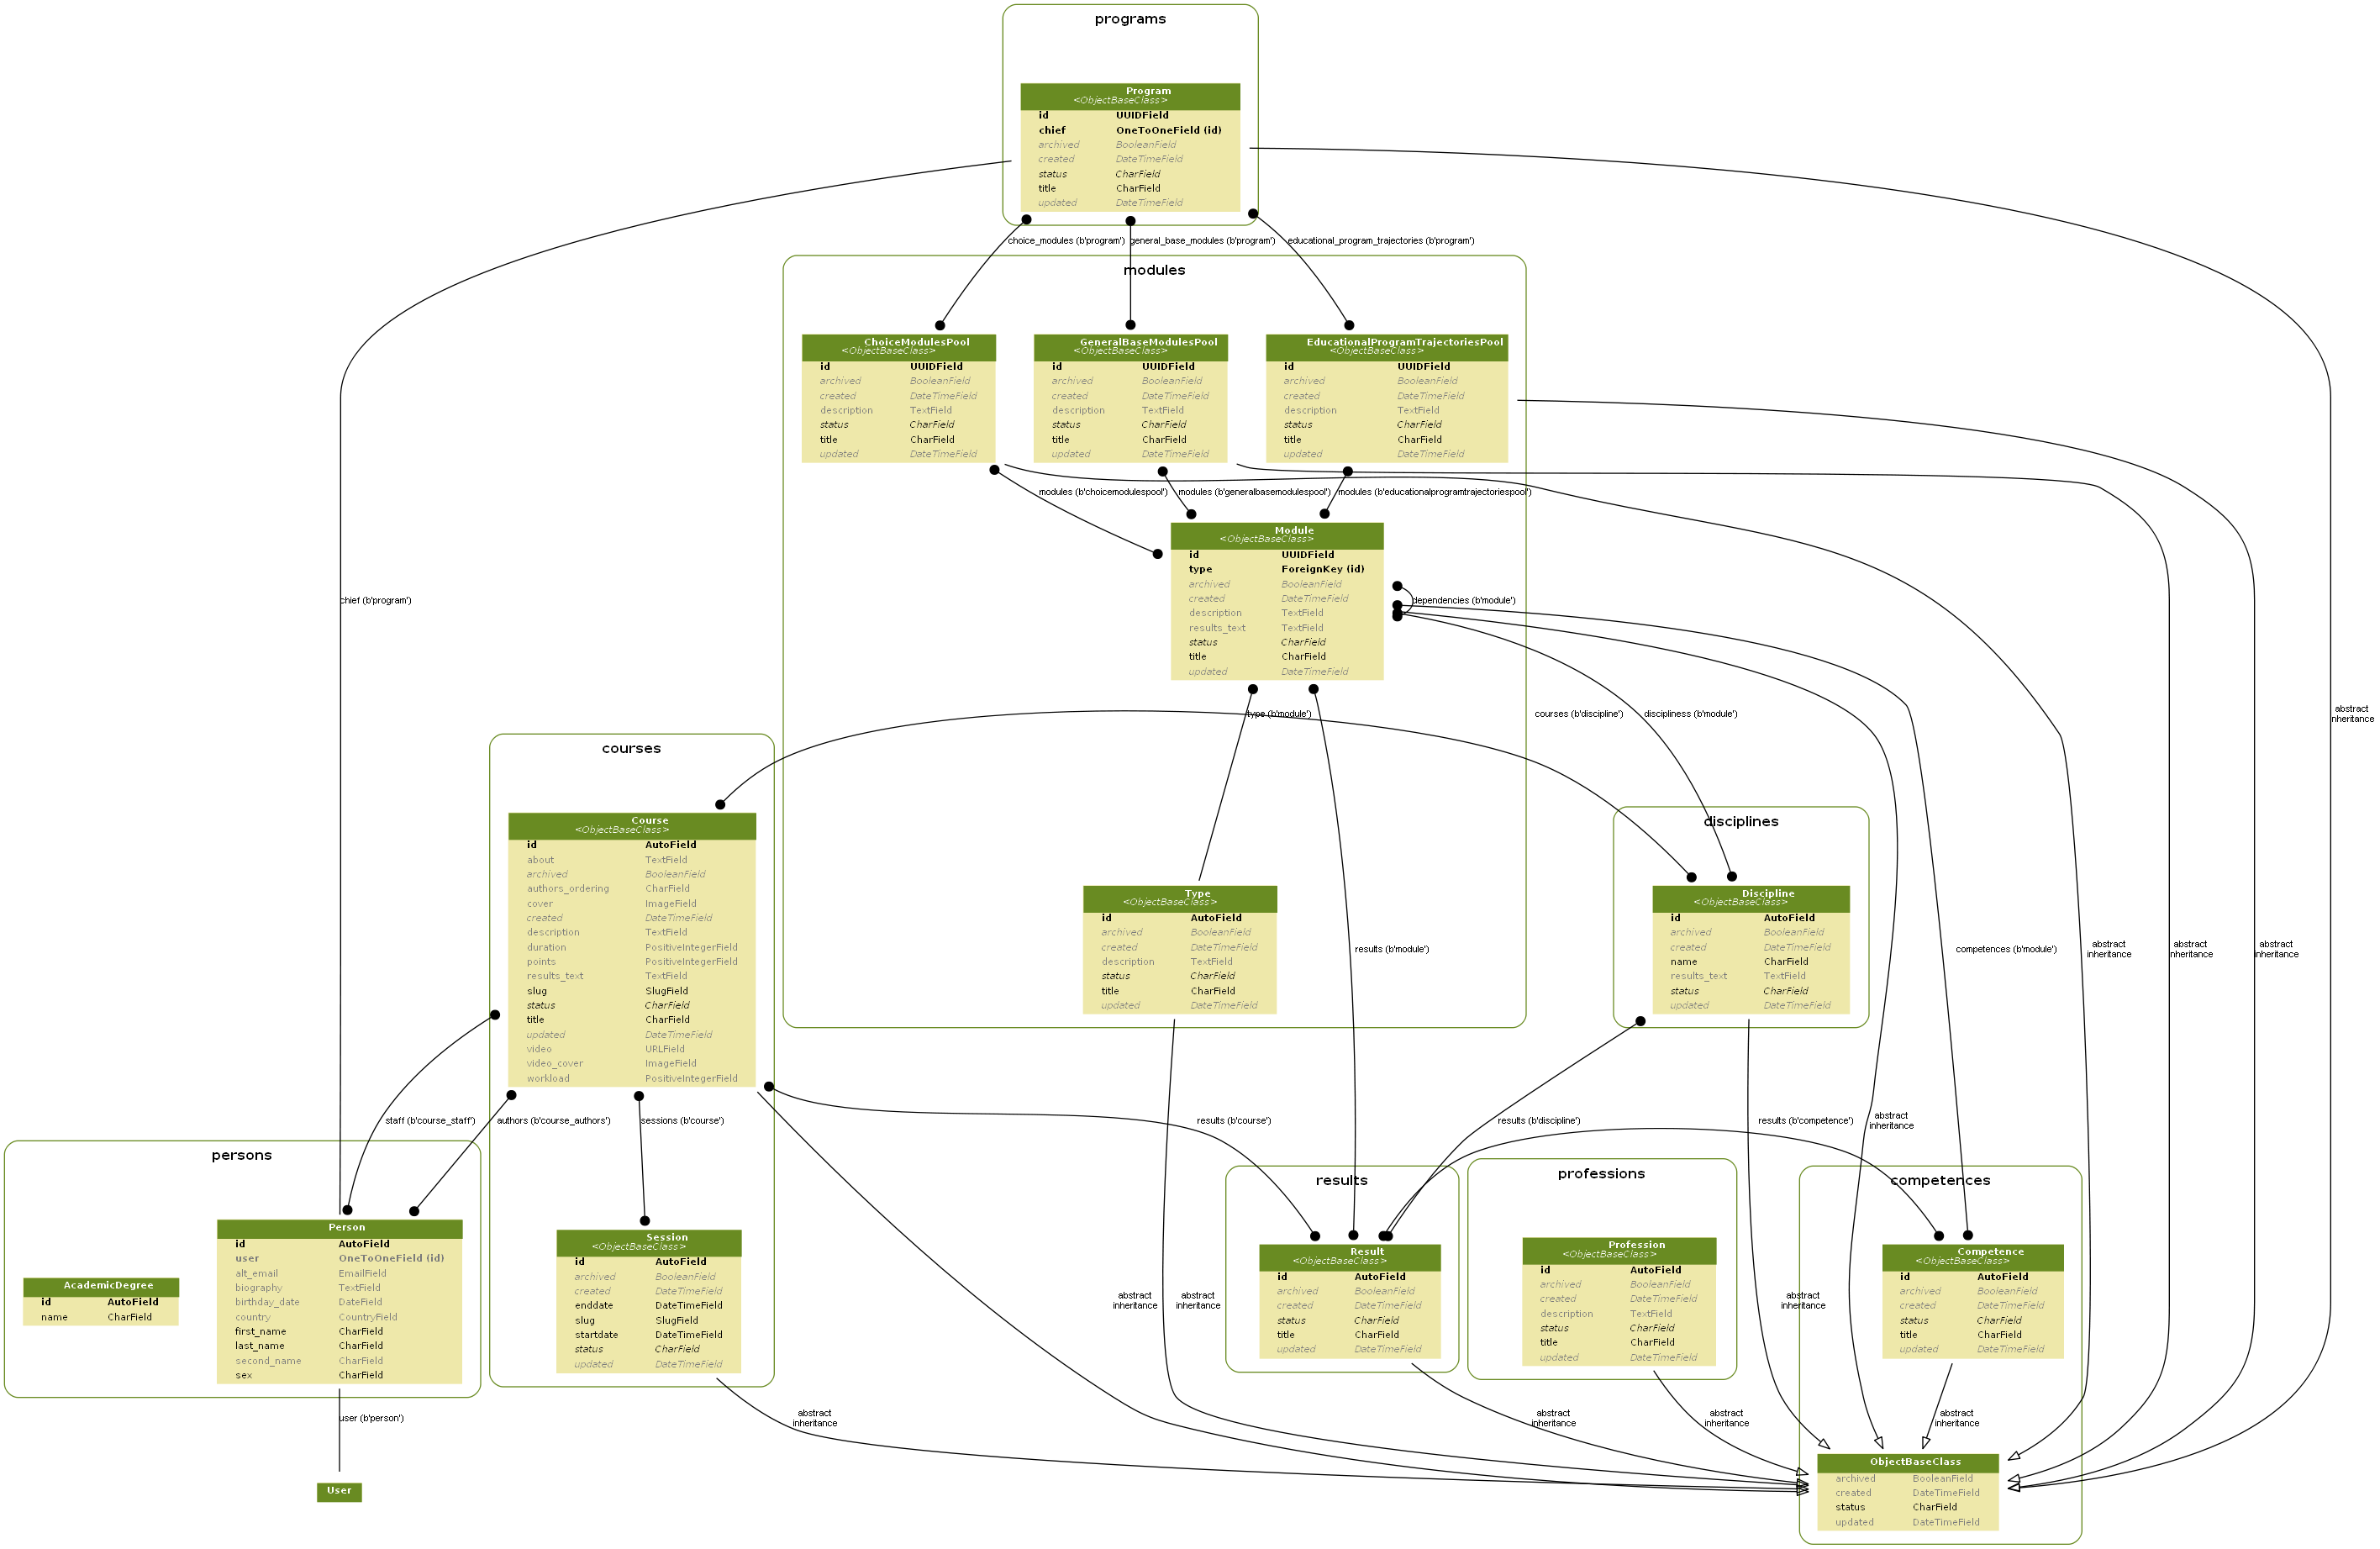 programs
Program
<ObjectBaseClass>
id UUIDField
chief OneToOneField (id)
archived BooleanField
created DateTimeField
status CharField
title CharField
updated DateTimeField
choice_modules (b'program')
general_base_modules (b'program')
educational_program_trajectories (b'program')
modules
ChoiceModulesPool
<ObjectBaseClass>
id UUIDField
archived BooleanField
created DateTimeField
description TextField
status CharField
title CharField
updated DateTimeField
GeneralBaseModulesPool
<ObjectBaseClass>
id UUIDField
archived BooleanField
created DateTimeField
description TextField
status CharField
title CharField
updated DateTimeField
EducationalProgramTrajectoriesPool
<ObjectBaseClass>
id UUIDField
archived BooleanField
created DateTimeField
description TextField
status CharField
title CharField
updated DateTimeField
modules (b'choicemodulespool')
modules (b'generalbasemodulespool')
modules (b'educationalprogramtrajectoriespool')
Module
<ObjectBaseClass>
id UUIDField
type ForeignKey (id)
archived BooleanField
created DateTimeField
description TextField
results_text TextField
status CharField
title CharField
updated DateTimeField
dependencies (b'module')
chief (b'program')
type (b'module')
courses (b'discipline')
discipliness (b'module')
abstract
inheritance
courses
Course
<ObjectBaseClass>
id AutoField
about TextField
archived BooleanField
authors_ordering CharField
cover ImageField
created DateTimeField
description TextField
duration PositiveIntegerField
points PositiveIntegerField
results_text TextField
slug SlugField
status CharField
title CharField
updated DateTimeField
video URLField
video_cover ImageField
workload PositiveIntegerField
Type
<ObjectBaseClass>
id AutoField
archived BooleanField
created DateTimeField
description TextField
status CharField
title CharField
updated DateTimeField
disciplines
Discipline
<ObjectBaseClass>
id AutoField
archived BooleanField
created DateTimeField
name CharField
results_text TextField
status CharField
updated DateTimeField
results (b'module')
competences (b'module')
abstract
inheritance
abstract
inheritance
abstract
inheritance
staff (b'course_staff')
authors (b'course_authors')
sessions (b'course')
results (b'course')
results (b'discipline')
results (b'competence')
abstract
inheritance
persons
AcademicDegree
id AutoField
name CharField
Person
id AutoField
user OneToOneField (id)
alt_email EmailField
biography TextField
birthday_date DateField
country CountryField
first_name CharField
last_name CharField
second_name CharField
sex CharField
Session
<ObjectBaseClass>
id AutoField
archived BooleanField
created DateTimeField
enddate DateTimeField
slug SlugField
startdate DateTimeField
status CharField
updated DateTimeField
abstract
inheritance
abstract
inheritance
results
Result
<ObjectBaseClass>
id AutoField
archived BooleanField
created DateTimeField
status CharField
title CharField
updated DateTimeField
professions
Profession
<ObjectBaseClass>
id AutoField
archived BooleanField
created DateTimeField
description TextField
status CharField
title CharField
updated DateTimeField
abstract
inheritance
competences
Competence
<ObjectBaseClass>
id AutoField
archived BooleanField
created DateTimeField
status CharField
title CharField
updated DateTimeField
user (b'person')
abstract
inheritance
abstract
inheritance
abstract
inheritance
abstract
inheritance
User
ObjectBaseClass
archived BooleanField
created DateTimeField
status CharField
updated DateTimeField